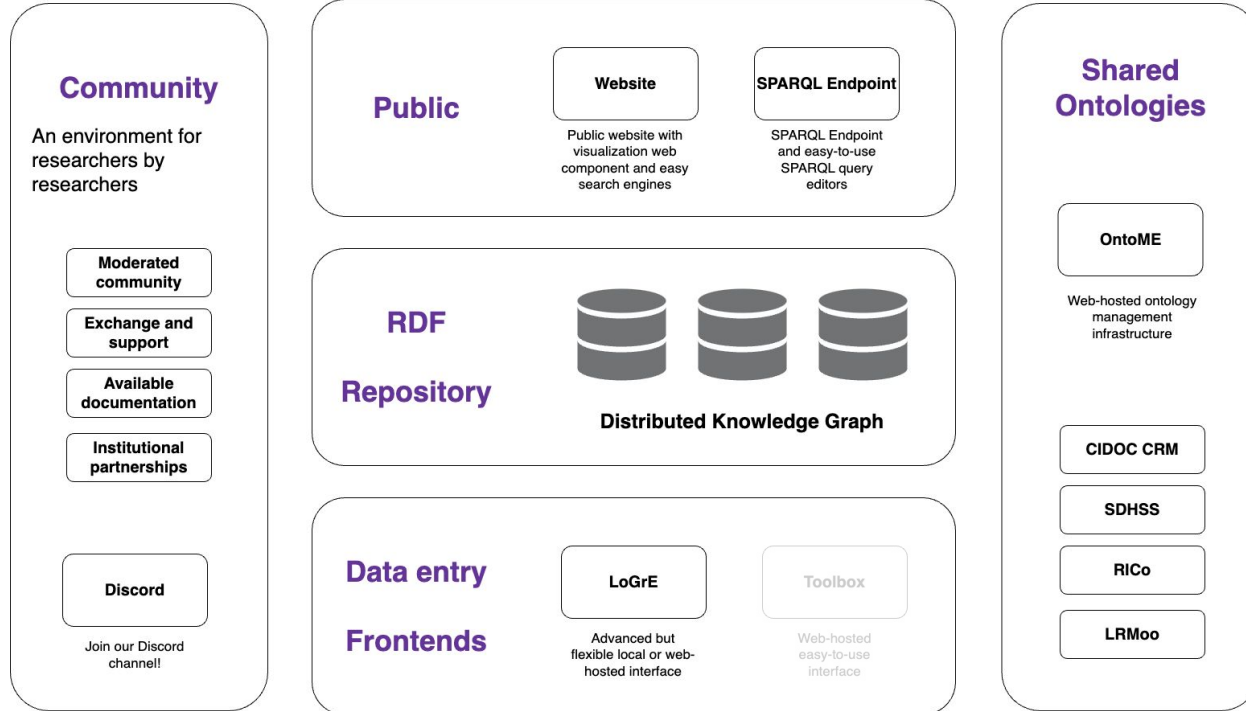 Community
An environment for
researchers by
researchers
Moderated
community
Exchange and
support
Available
documentation
Institutional
partnerships
Discord
Join our Discord
channel!
Public
Website
Public website with
visualization web
component and easy
search engines
SPARQL Endpoint
SPARQL Endpoint
and easy-to-use
SPARQL query
editors
RDF
Repository
Distributed Knowledge Graph
Data entry
Frontends
LoGrE
Advanced but
flexible local or web-
hosted interface
Toolbox
Web-hosted
easy-to-use
interface
Shared
Ontologies
OntoME
Web-hosted ontology
management
infrastructure
CIDOC CRM
SDHSS
RICo
LRMoo